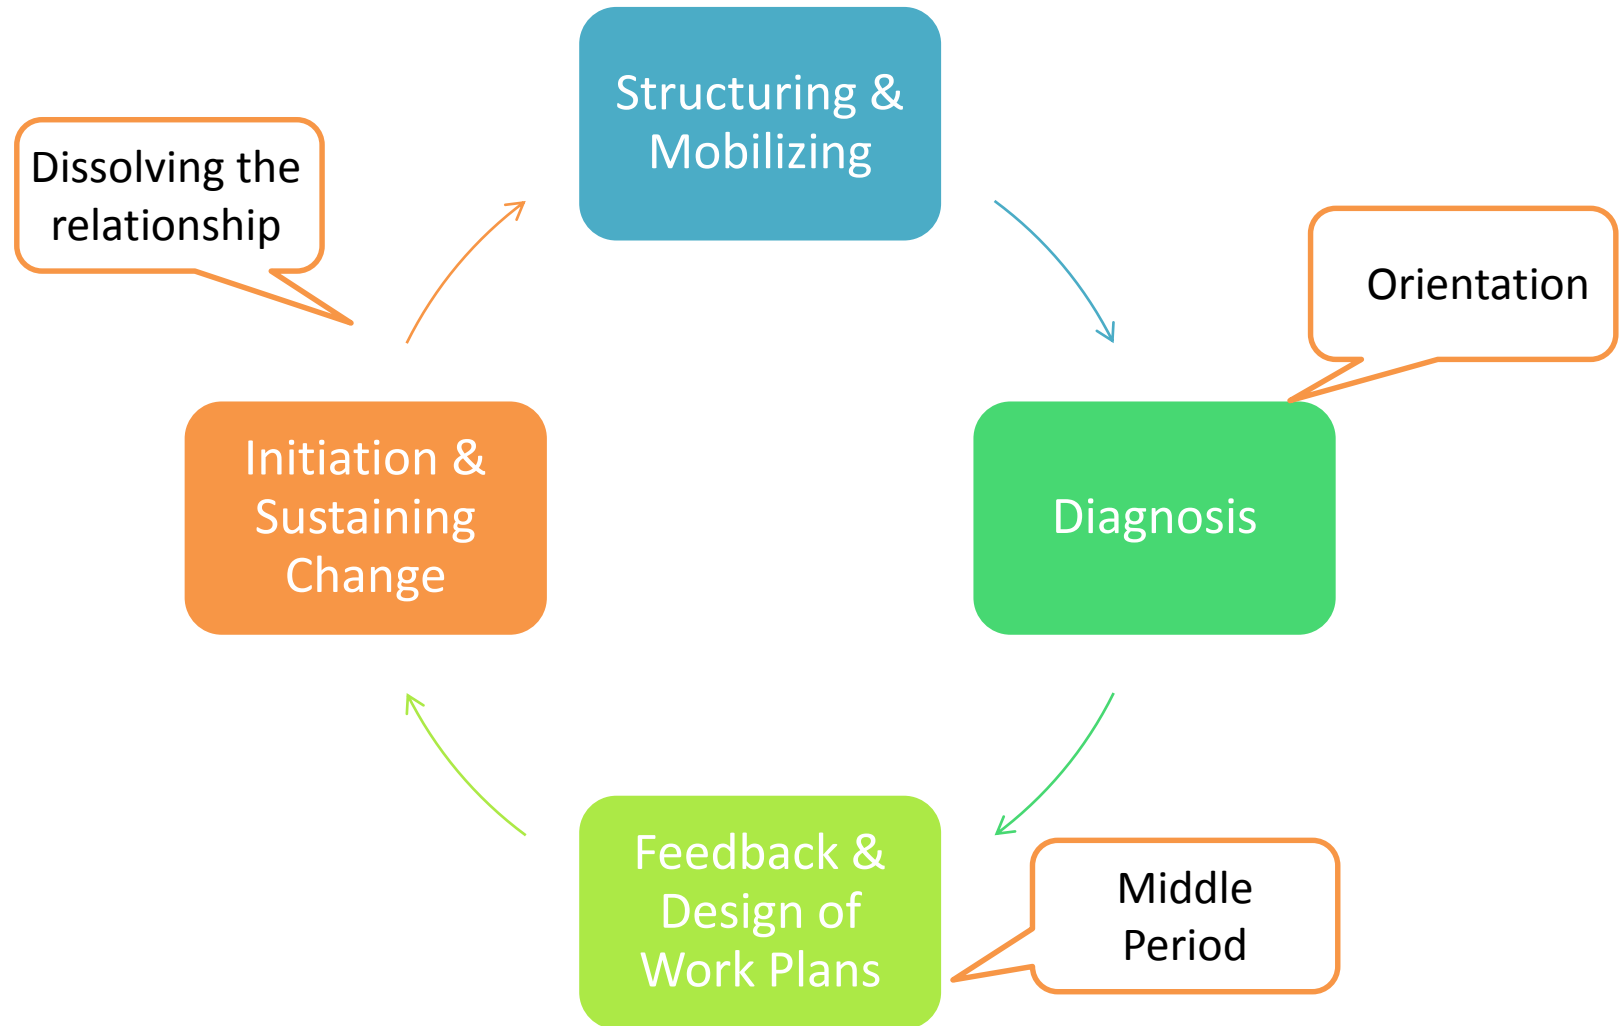 Structuring &
Mobilizing
Dissolving the
relationship
Orientation
Initiation &
Sustaining
Change
Diagnosis
Feedback &
Design of
Work Plans
Middle
Period